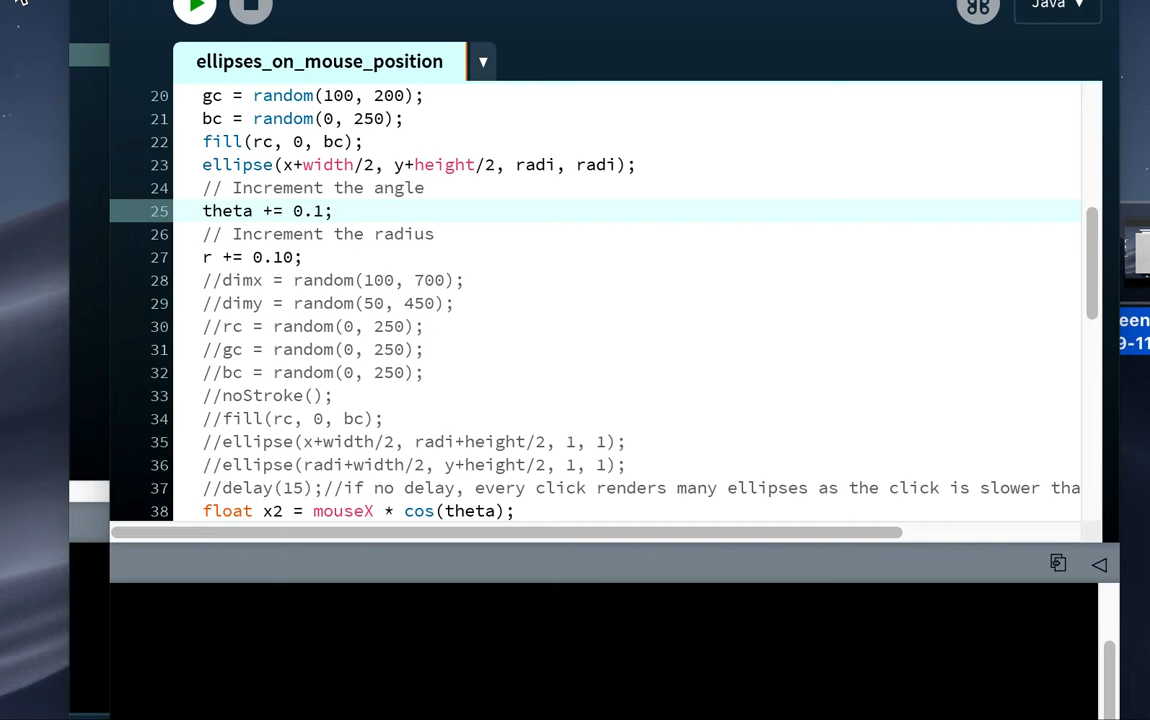 Java ▼
ellipses_on_mouse_position ▼
20 gc = random(100, 200);
21 bc = random(0, 250);
22 fill(rc, 0, bc);
23 ellipse(x+width/2, y+height/2, radi, radi);
24 // Increment the angle
25 theta += 0.1;
26 // Increment the radius
27 r += 0.10;
28 //dimx = random(100, 700);
29 //dimy = random(50, 450);
30 //rc = random(0, 250);
31 //gc = random(0, 250);
32 //bc = random(0, 250);
33 //noStroke();
34 //fill(rc, 0, bc);
35 //ellipse(x+width/2, radi+height/2, 1, 1);
36 //ellipse(radi+width/2, y+height/2, 1, 1);
37 //delay(15);//if no delay, every click renders many ellipses as the click is slower tha
38 float x2 = mouseX * cos(theta);
een
9-11